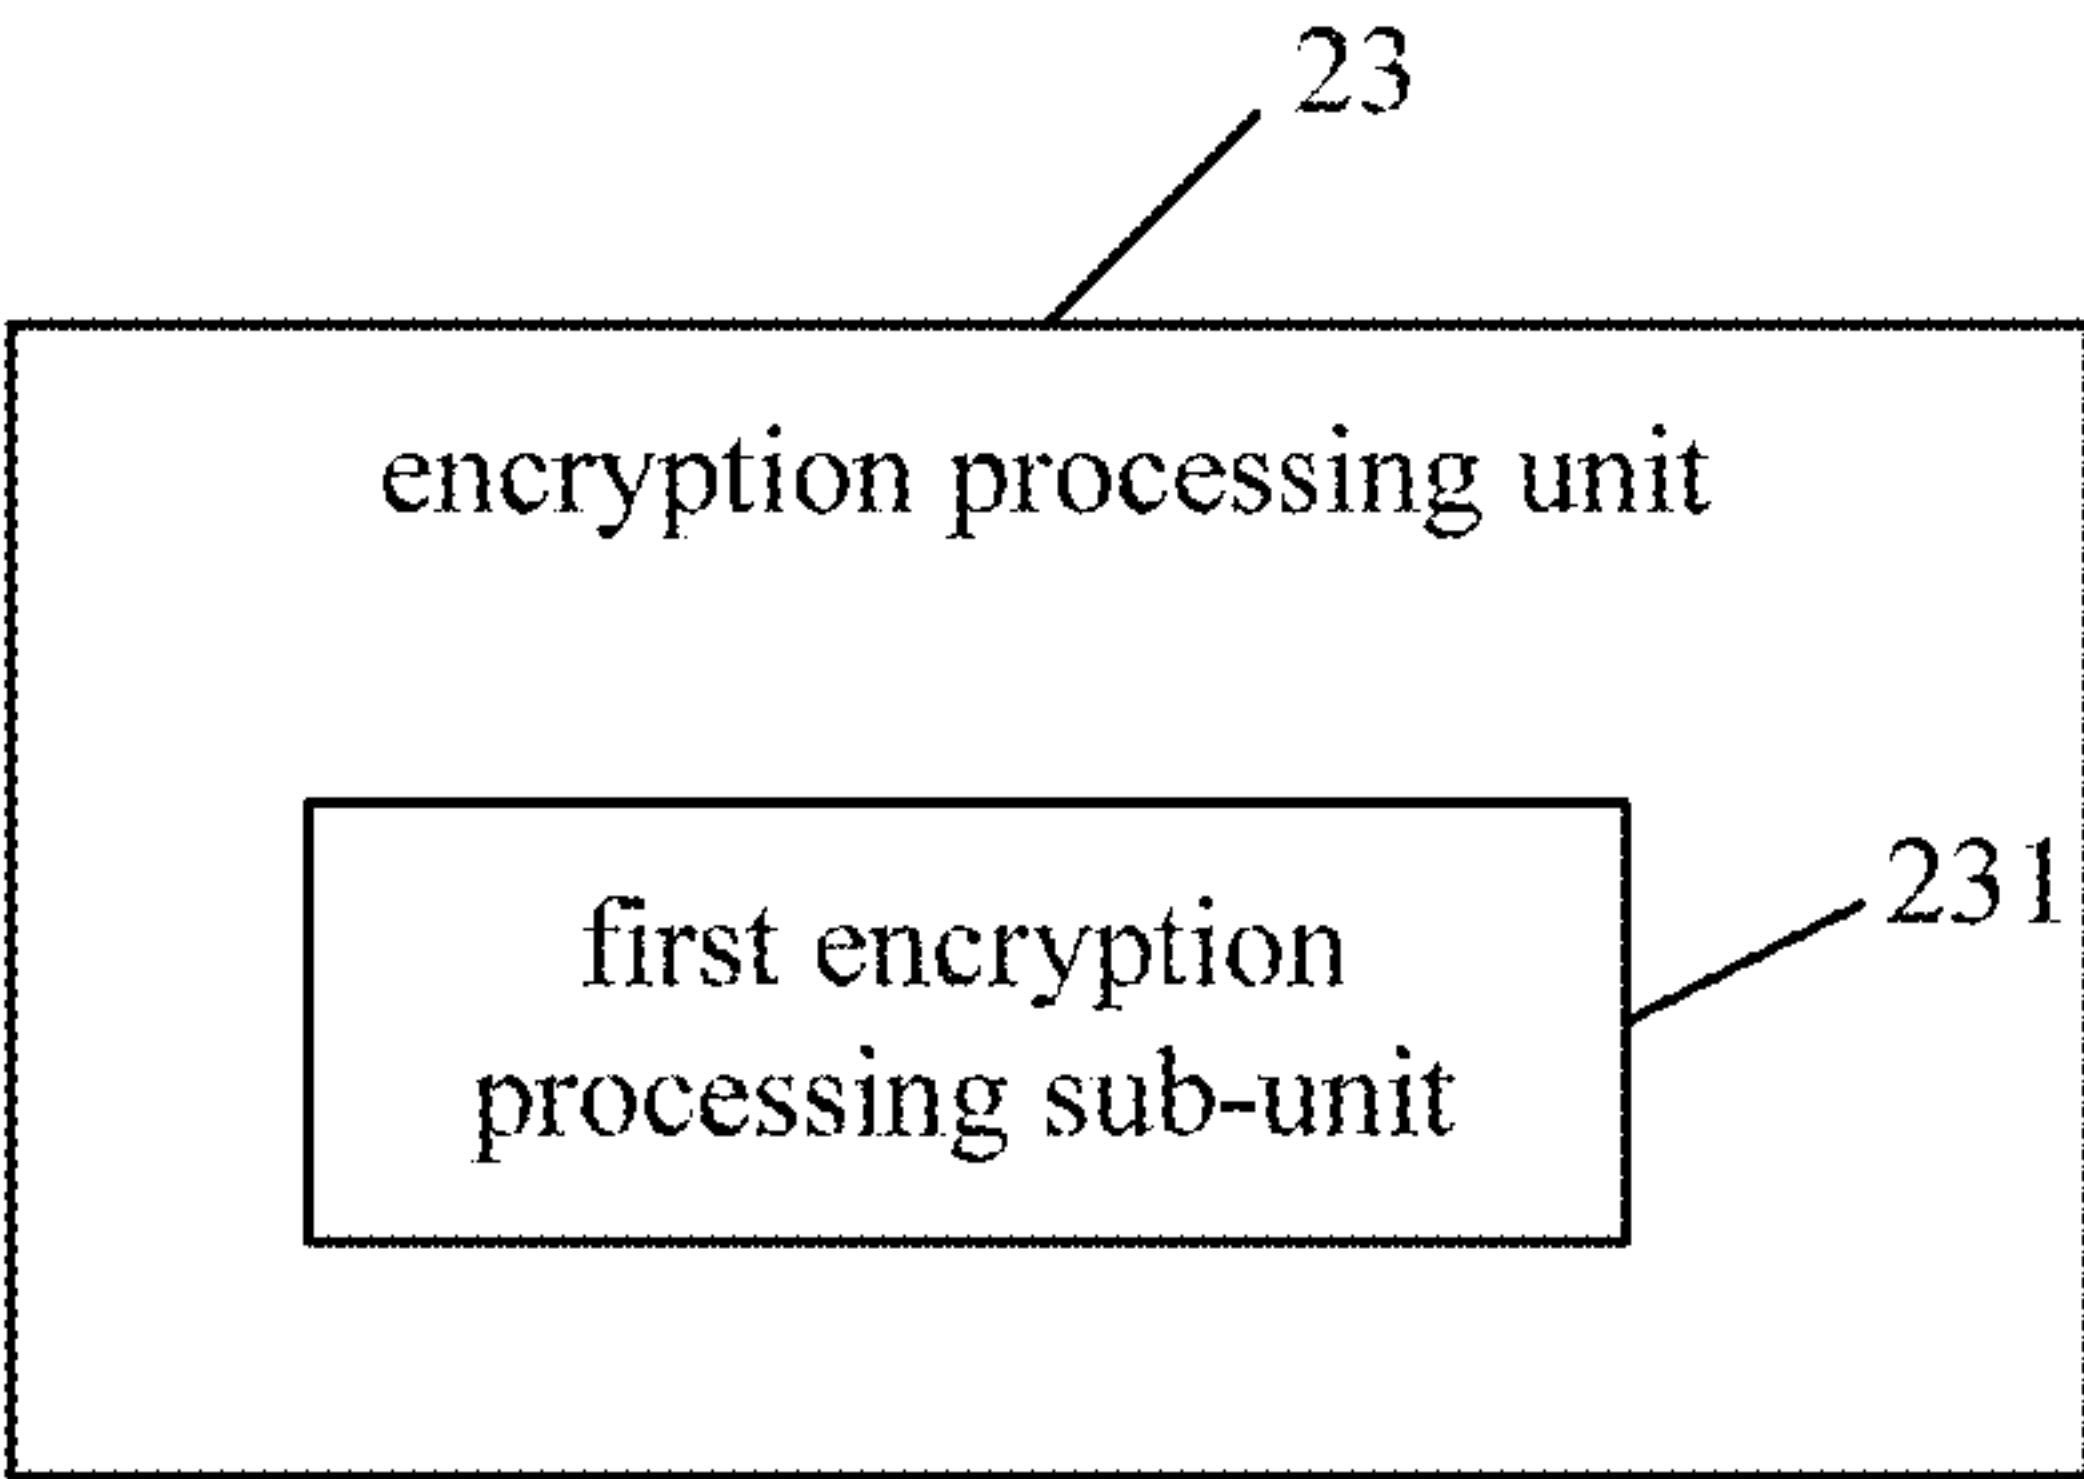 23
encryption processing unit
first encryption
processing sub-unit
231